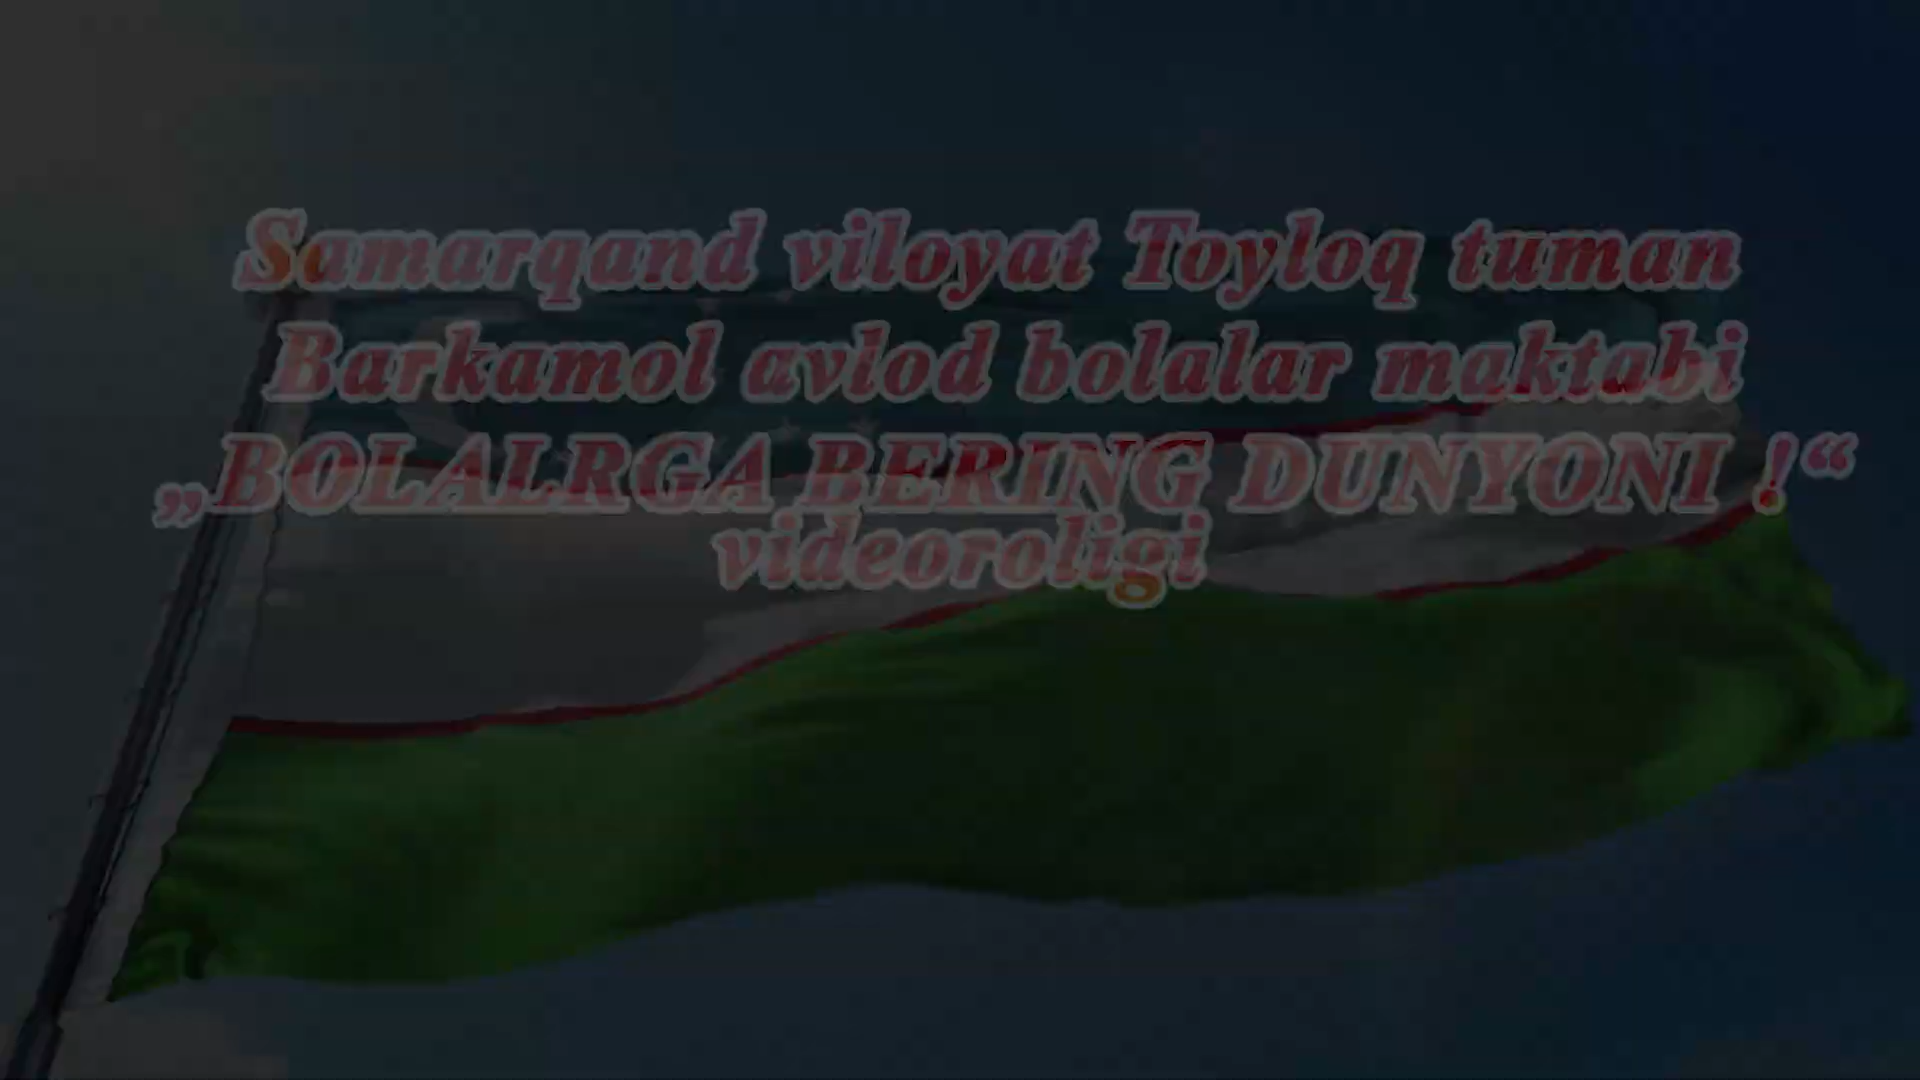 Samarqand viloyat Toyloq tuman
Barkamol avlod bolalar maktabi
„BOLALRGA BERING DUNYONI !“
videoroligi